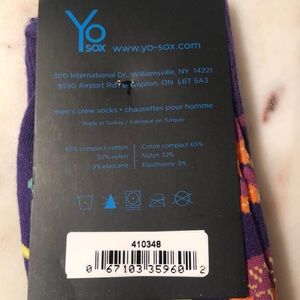 Yo
SOX
www.yo-sox.com
300 International Dr. Williamsville, NY 14221
8550 Airport Rd. Brampton, ON L6T 5A3
men's crew socks • chaussettes pour homme
Made in Turkey / Fabriqué en Turquie
65% compact cotton
32% nylon
3% elastane
Coton compact 65%
Nylon 32%
Elasthanne 3%
410348
0 67103 35960 2